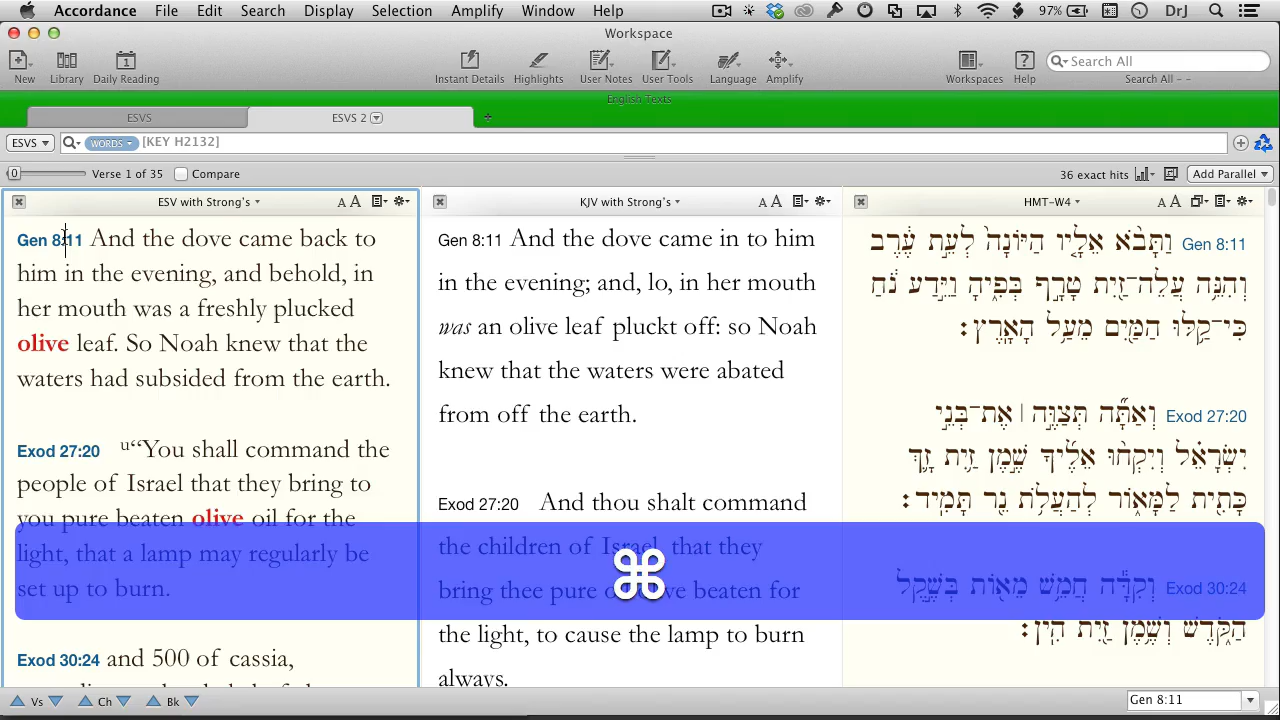 Accordance File Edit Search Display Selection Amplify Window Help 97% DrJ
Workspace
New Library Daily Reading Instant Details Highlights User Notes User Tools Language Amplify Workspaces Help Search All
Search All - -
English Texts
ESVS ESVS 2 +
ESVS WORDS [KEY H2132]
0 Verse 1 of 35 Compare 36 exact hits Add Parallel
ESV with Strong's A A
Gen 8:11 And the dove came back to
him in the evening, and behold, in
her mouth was a freshly plucked
olive leaf. So Noah knew that the
waters had subsided from the earth.
Exod 27:20 u“You shall command the
people of Israel that they bring to
you pure beaten olive oil for the
light, that a lamp may regularly be
set up to burn.
Exod 30:24 and 500 of cassia,
KJV with Strong's A A
Gen 8:11 And the dove came in to him
in the evening; and, lo, in her mouth
was an olive leaf pluckt off: so Noah
knew that the waters were abated
from off the earth.
Exod 27:20 And thou shalt command
the children of Israel, that they
bring thee pure beaten for
the light, to cause the lamp to burn
always.
HMT-W4 A A
Gen 8:11 וַתָּבֹ֨א אֵלָ֤יו הַיּוֹנָה֙ לְעֵ֣ת עֶ֔רֶב
וְהִנֵּ֥ה עֲלֵה־זַ֖יִת טָרָ֣ף בְּפִ֑יהָ וַיֵּ֣דַע נֹ֔חַ
כִּי־קַ֥לּוּ הַמַּ֖יִם מֵעַ֥ל הָאָֽרֶץ׃
Exod 27:20 וְאַתָּ֞ה תְּצַוֶּ֣ה ׀ אֶת־בְּנֵ֣י
יִשְׂרָאֵ֗ל וְיִקְח֨וּ אֵלֶ֜יךָ שֶׁ֣מֶן זַ֥יִת זָ֛ךְ
כָּתִ֖ית לַמָּא֑וֹר לְהַעֲלֹ֥ת נֵ֖ר תָּמִֽיד׃
Exod 30:24 וְקִדָּ֕ה חֲמֵ֥שׁ מֵא֖וֹת בְּשֶׁ֣קֶל
הַקֹּ֑דֶשׁ וְשֶׁ֥מֶן זַ֖יִת הִֽין׃
⌘
Vs Ch Bk Gen 8:11